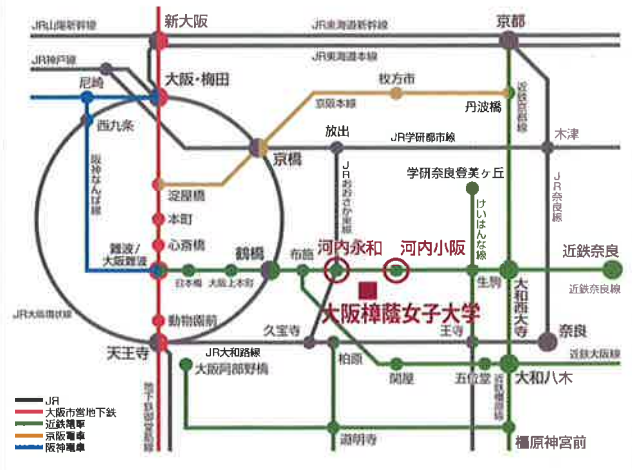 新大阪
京都
JR山陽新幹線
JR東海道新幹線
JR東海道本線
JR神戸線
尼崎
大阪・梅田
枚方市
京阪本線
丹波橋
近鉄京都線
西九条
放出
JR学研都市線
木津
京橋
阪神なんば線
JRおおさか東線
学研奈良登美ヶ丘
けいはんな線
JR奈良線
淀屋橋
本町
心斎橋
難波/
大阪難波
鶴橋
布施
河内永和
河内小阪
近鉄奈良
日本橋
大阪上本町
生駒
近鉄奈良線
大和西大寺
大阪樟蔭女子大学
JR大阪環状線
動物園前
久宝寺
王寺
奈良
天王寺
JR大和路線
柏原
近鉄大阪線
大阪阿部野橋
関屋
五位堂
大和八木
地下鉄御堂筋線
近鉄橿原線
JR
大阪市営地下鉄
近鉄電車
京阪電車
阪神電車
道明寺
橿原神宮前